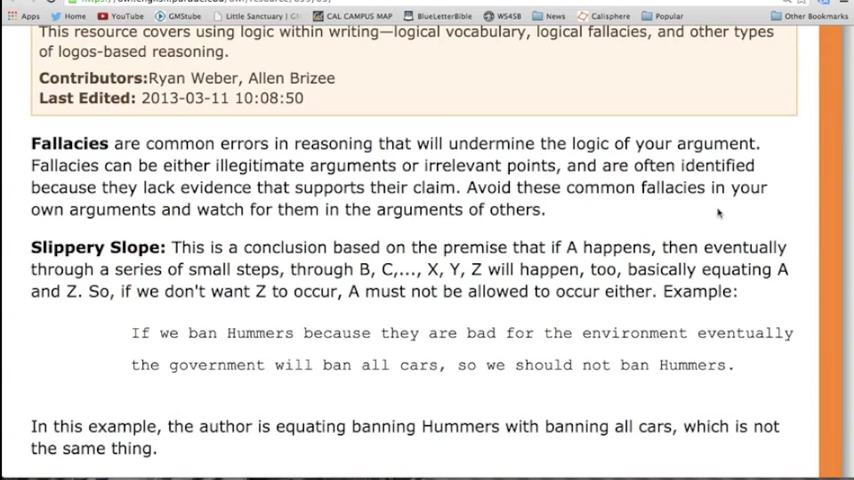 Apps Home YouTube GMStube Little Sanctuary | CAL CAMPUS MAP BlueLetterBible WS4SB News Calisphere Popular Other Bookmarks
This resource covers using logic within writing—logical vocabulary, logical fallacies, and other types
of logos-based reasoning.
Contributors:Ryan Weber, Allen Brizee
Last Edited: 2013-03-11 10:08:50
Fallacies are common errors in reasoning that will undermine the logic of your argument.
Fallacies can be either illegitimate arguments or irrelevant points, and are often identified
because they lack evidence that supports their claim. Avoid these common fallacies in your
own arguments and watch for them in the arguments of others.
Slippery Slope: This is a conclusion based on the premise that if A happens, then eventually
through a series of small steps, through B, C,..., X, Y, Z will happen, too, basically equating A
and Z. So, if we don't want Z to occur, A must not be allowed to occur either. Example:
If we ban Hummers because they are bad for the environment eventually
the government will ban all cars, so we should not ban Hummers.
In this example, the author is equating banning Hummers with banning all cars, which is not
the same thing.